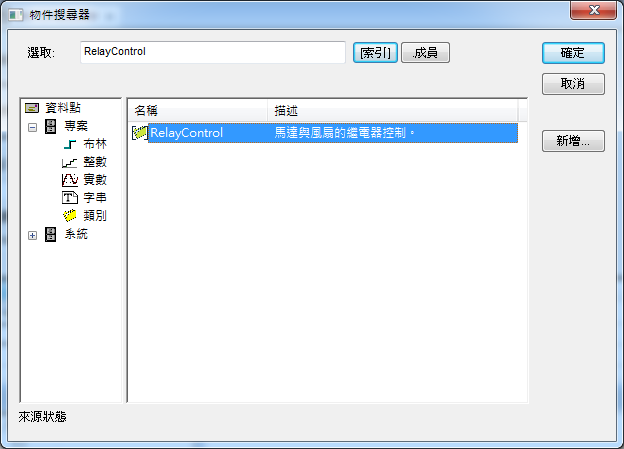 物件搜尋器
選取: RelayControl [索引] .成員 確定
取消
新增...
資料點
專案
布林
整數
實數
字串
類別
系統
名稱 描述
RelayControl 馬達與風扇的繼電器控制。
來源狀態